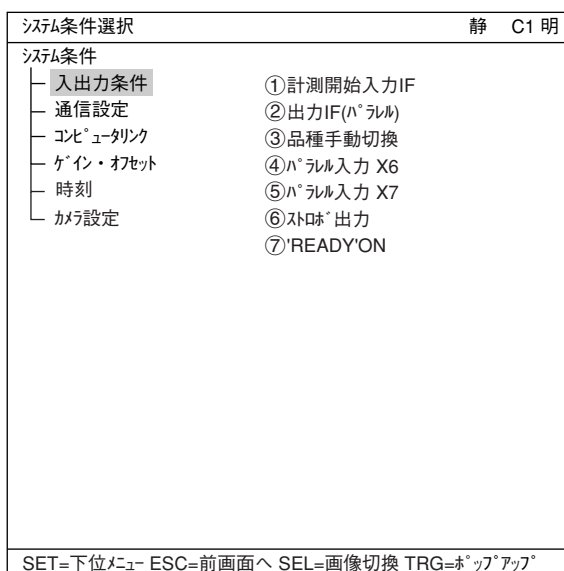 ｼｽﾃﾑ条件選択 静 C1 明
ｼｽﾃﾑ条件
入出力条件 ①計測開始入力IF
通信設定 ②出力IF(ﾊﾟﾗﾚﾙ)
ｺﾝﾋﾟｭｰﾀﾘﾝｸ ③品種手動切換
ｹﾞｲﾝ・ｵﾌｾｯﾄ ④ﾊﾟﾗﾚﾙ入力 X6
時刻 ⑤ﾊﾟﾗﾚﾙ入力 X7
ｶﾒﾗ設定 ⑥ｽﾄﾛﾎﾞ出力
⑦'READY'ON
SET=下位ﾒﾆｭｰ ESC=前画面へ SEL=画像切換 TRG=ﾎﾟｯﾌﾟｱｯﾌﾟ